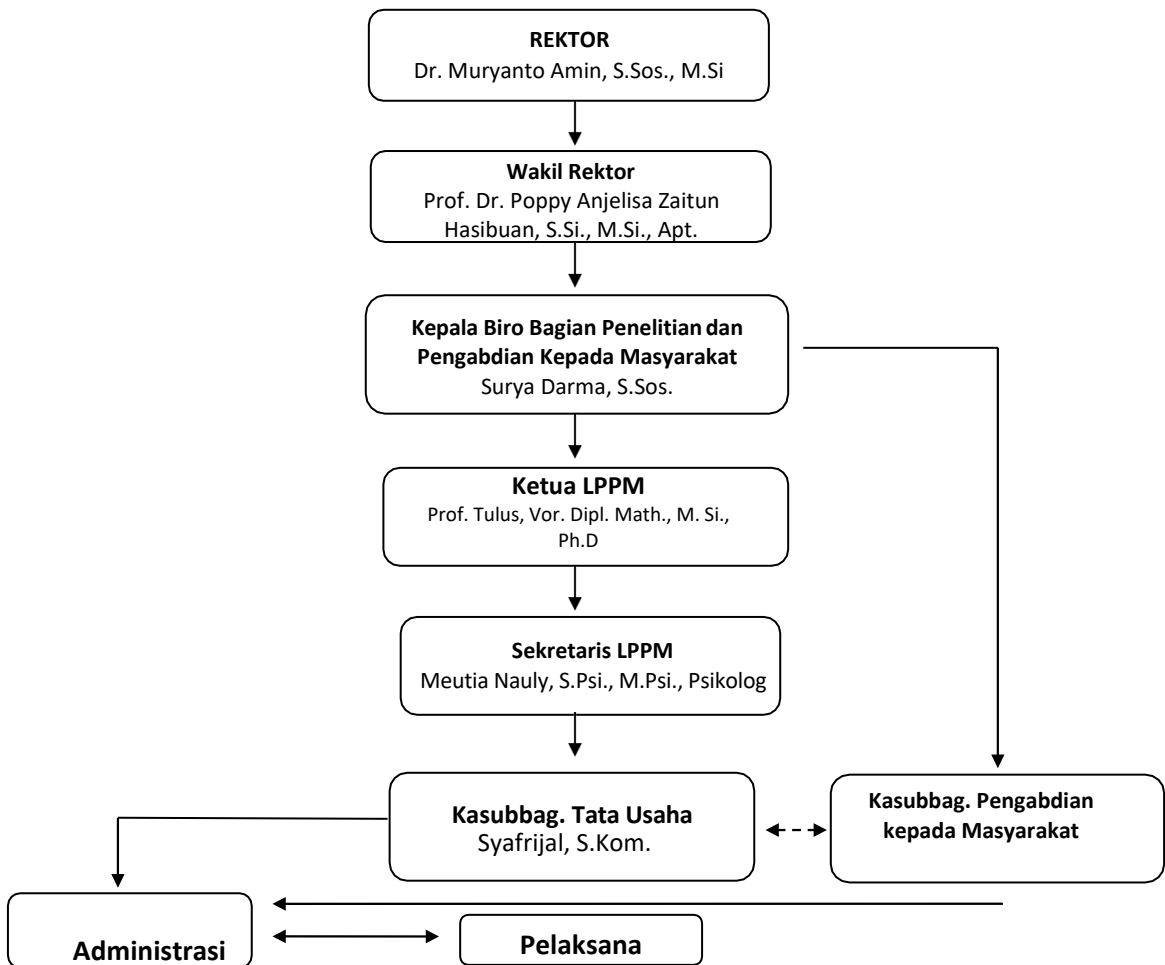 REKTOR
Dr. Muryanto Amin, S.Sos., M.Si
Wakil Rektor
Prof. Dr. Poppy Anjelisa Zaitun
Hasibuan, S.Si., M.Si., Apt.
Kepala Biro Bagian Penelitian dan
Pengabdian Kepada Masyarakat
Surya Darma, S.Sos.
Ketua LPPM
Prof. Tulus, Vor. Dipl. Math., M. Si.,
Ph.D
Sekretaris LPPM
Meutia Nauly, S.Psi., M.Psi., Psikolog
Kasubbag. Tata Usaha
Syafrijal, S.Kom.
Kasubbag. Pengabdian
kepada Masyarakat
Administrasi
Pelaksana